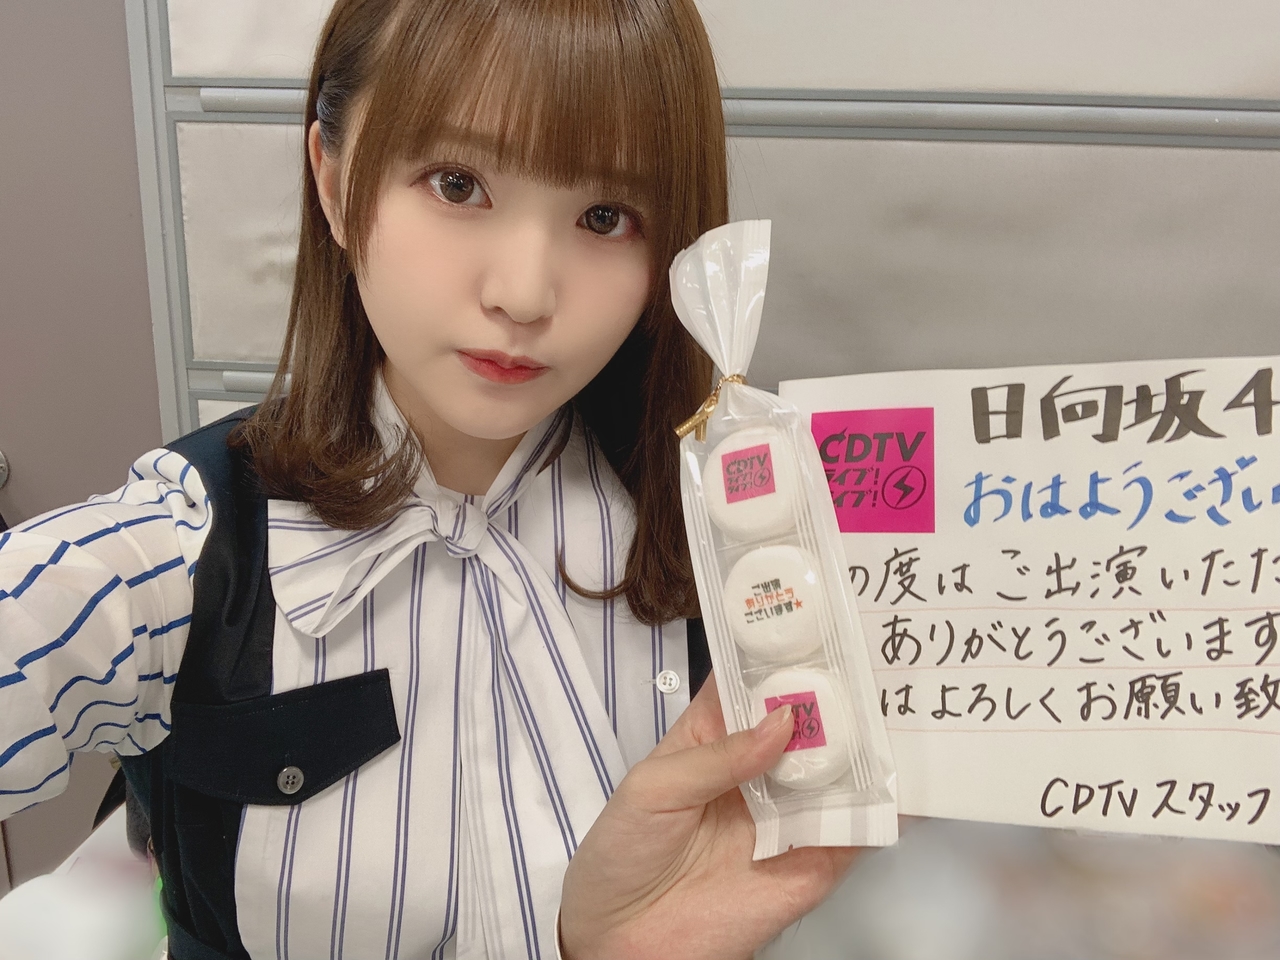 CDTV
ライブ!
ライブ!
ご出演
ありがとう
ございます★
CDTV
日向坂4
CDTV
ライブ!
イブ!
おはようござい
の度はご出演いただ
ありがとうございます
はよろしくお願い致
CDTVスタッフ